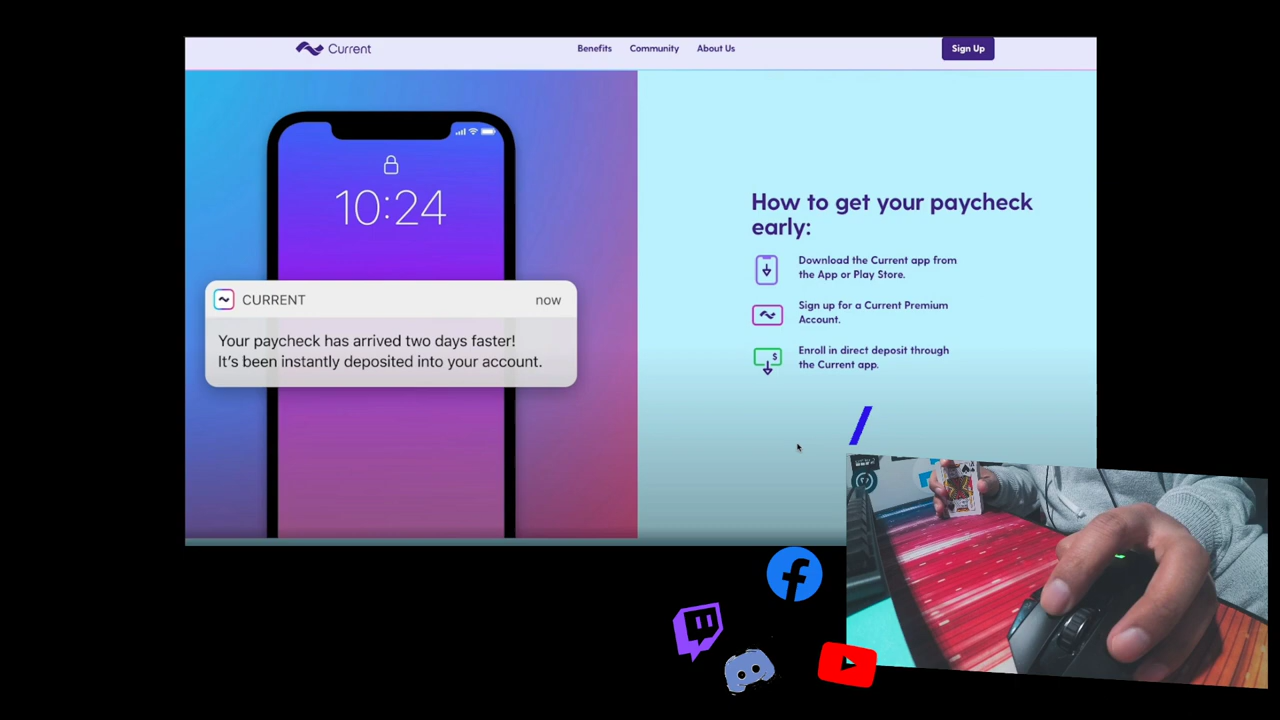 Current
Benefits
Community
About Us
Sign Up
10:24
CURRENT
now
Your paycheck has arrived two days faster!
It's been instantly deposited into your account.
How to get your paycheck
early:
Download the Current app from
the App or Play Store.
Sign up for a Current Premium
Account.
$
Enroll in direct deposit through
the Current app.